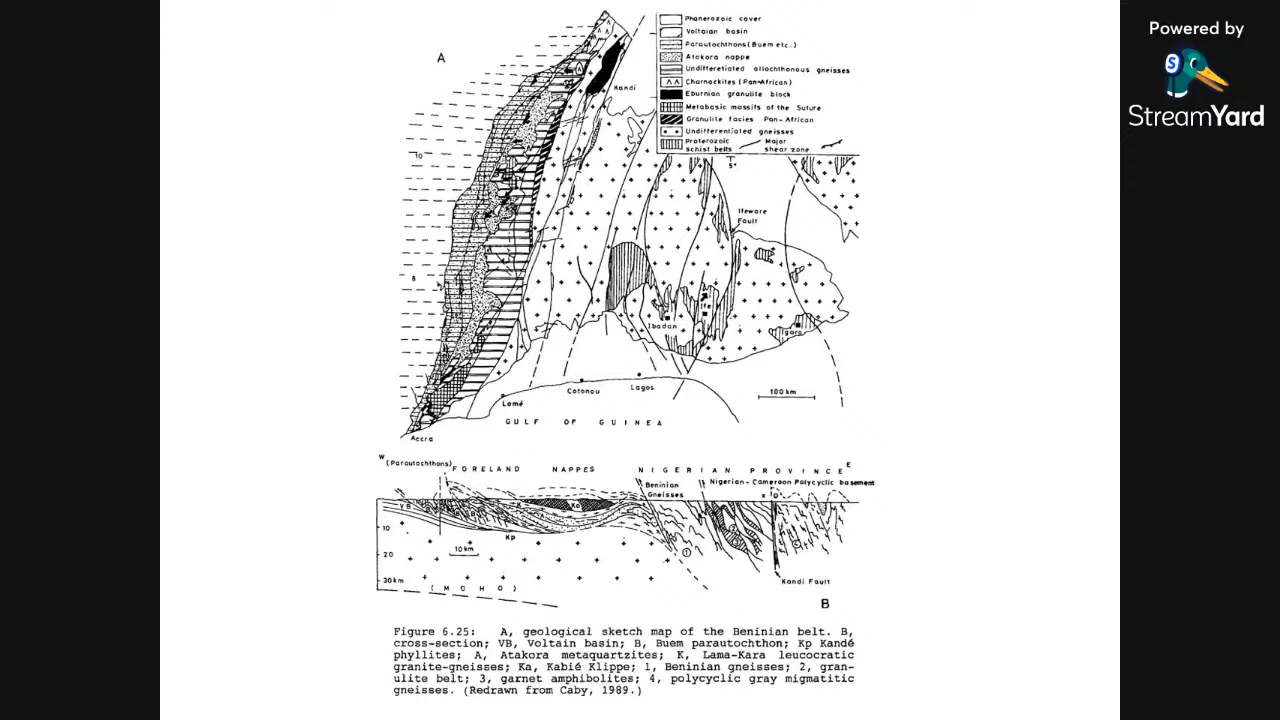 A
Phanerozoic cover
Voltaian basin
Parautochthons (Buem etc.)
Atakora nappe
Undifferetiated allochthonous gneisses
Charnockites (Pan-African)
Eburnian granulite block
Metabasic massifs of the Suture
Granulite facies Pan-African
Undifferentiated gneisses
Proterozoic schist belts
Major shear zone
Kandi
10
5°
Ifeware
Fault
8
Ife
Ibadan
Igara
100 km
Cotonou
Lagos
Lomé
GULF OF GUINEA
Accra
W
E
(Parautochthons) FORELAND NAPPES NIGERIAN PROVINCE
Beninian Gneisses
Nigerian-Cameroon Polycyclic basement
VB
Ka
Kp
10
20
30km
10 km
(MOHO)
Kandi Fault
B
Figure 6.25: A, geological sketch map of the Beninian belt. B,
cross-section; VB, Voltain basin; B, Buem parautochthon; Kp Kandé
phyllites; A, Atakora metaquartzites; K, Lama-Kara leucocratic
granite-gneisses; Ka, Kabié Klippe; 1, Beninian gneisses; 2, gran-
ulite belt; 3, garnet amphibolites; 4, polycyclic gray migmatitic
gneisses. (Redrawn from Caby, 1989.)
Powered by
StreamYard